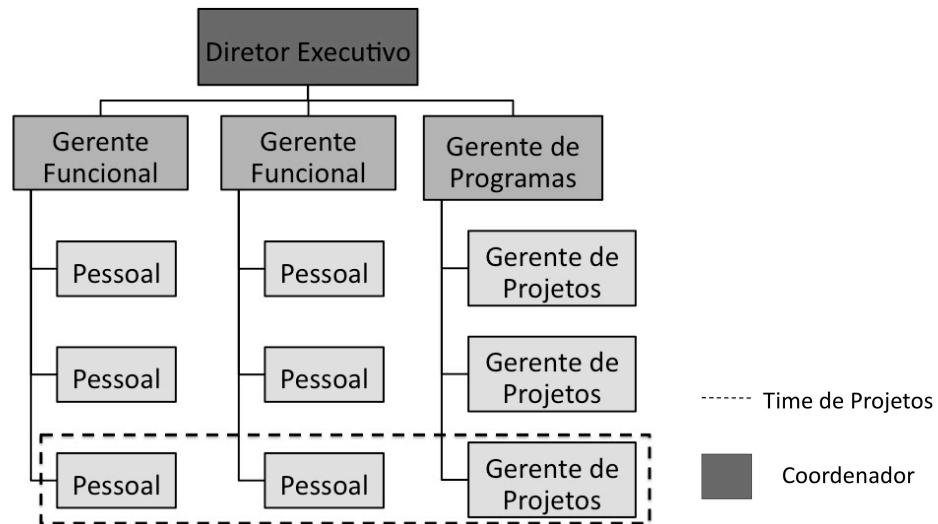 Diretor Executivo
Gerente
Funcional
Gerente
Funcional
Gerente de
Programas
Pessoal
Pessoal
Gerente de
Projetos
Pessoal
Pessoal
Gerente de
Projetos
Pessoal
Pessoal
Gerente de
Projetos
Time de Projetos
Coordenador